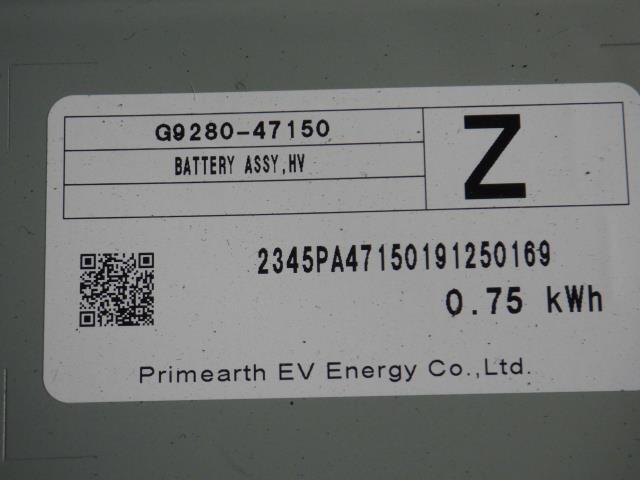 G9280-47150
BATTERY ASSY,HV
Z
2345PA47150191250169
0.75 kWh
Primearth EV Energy Co.,Ltd.